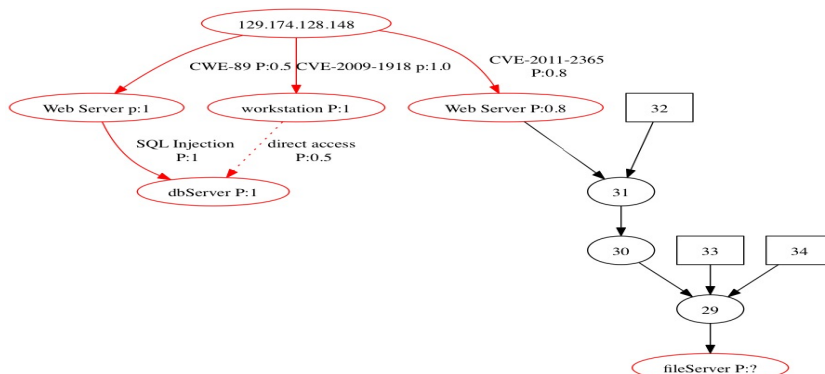 129.174.128.148
CWE-89 P:0.5
CVE-2009-1918 p:1.0
CVE-2011-2365
P:0.8
Web Server p:1
workstation P:1
Web Server P:0.8
32
SQL Injection
P:1
direct access
P:0.5
dbServer P:1
31
30
33
34
29
fileServer P:?